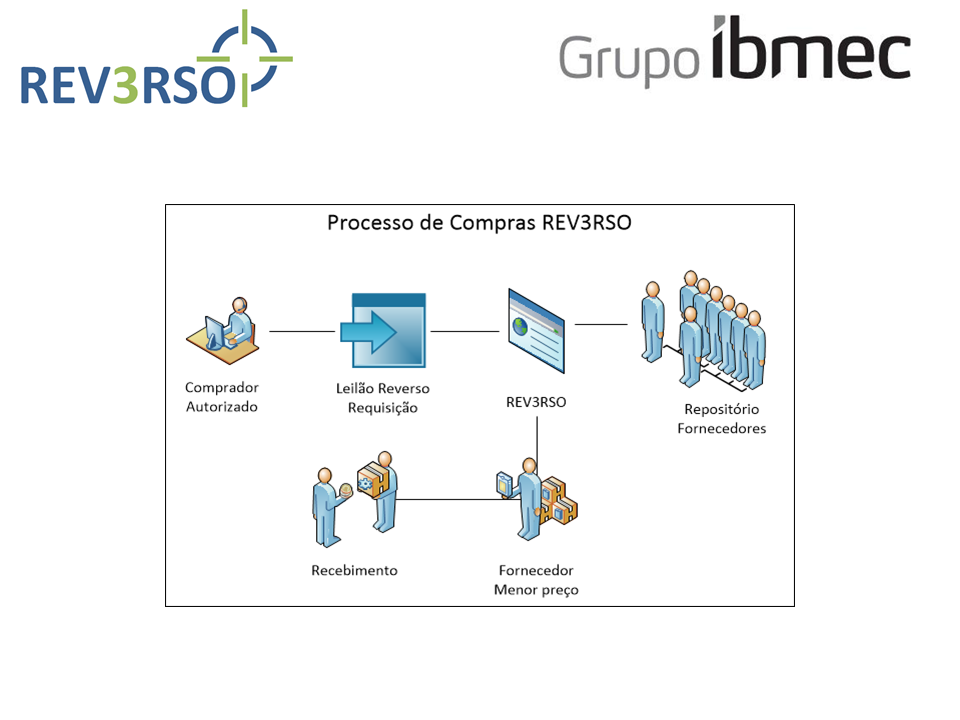 REV3RSO
Grupo ibmec
Processo de Compras REV3RSO
Comprador
Autorizado
Leilão Reverso
Requisição
REV3RSO
Repositório
Fornecedores
Recebimento
Fornecedor
Menor preço